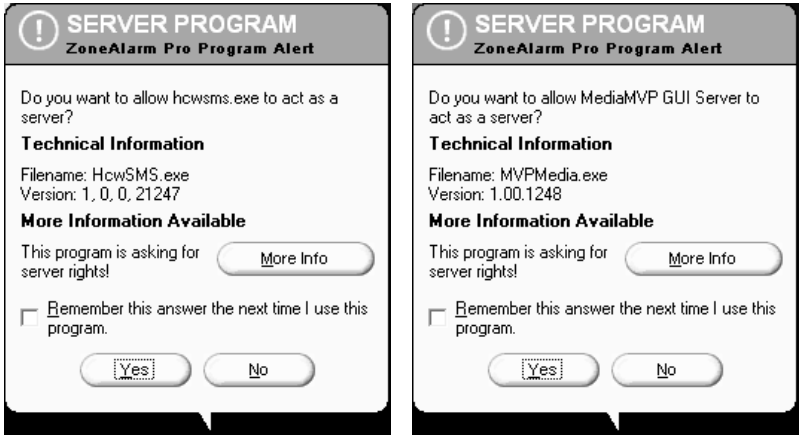 SERVER PROGRAM
ZoneAlarm Pro Program Alert
Do you want to allow hcwsms.exe to act as a
server?
Technical Information
Filename: HcwSMS.exe
Version: 1, 0, 0, 21247
More Information Available
This program is asking for
server rights!
More Info
Remember this answer the next time I use this
program.
Yes
No
SERVER PROGRAM
ZoneAlarm Pro Program Alert
Do you want to allow MediaMVP GUI Server to
act as a server?
Technical Information
Filename: MVPMedia.exe
Version: 1.00.1248
More Information Available
This program is asking for
server rights!
More Info
Remember this answer the next time I use this
program.
Yes
No